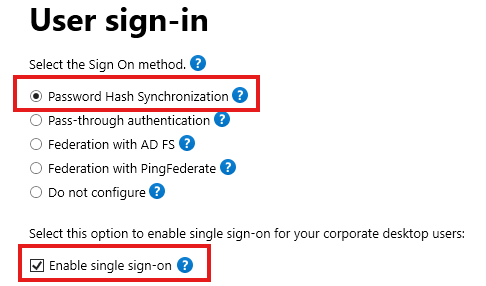 User sign-in
Select the Sign On method. ?
Password Hash Synchronization ?
Pass-through authentication ?
Federation with AD FS ?
Federation with PingFederate ?
Do not configure ?
Select this option to enable single sign-on for your corporate desktop users:
Enable single sign-on ?